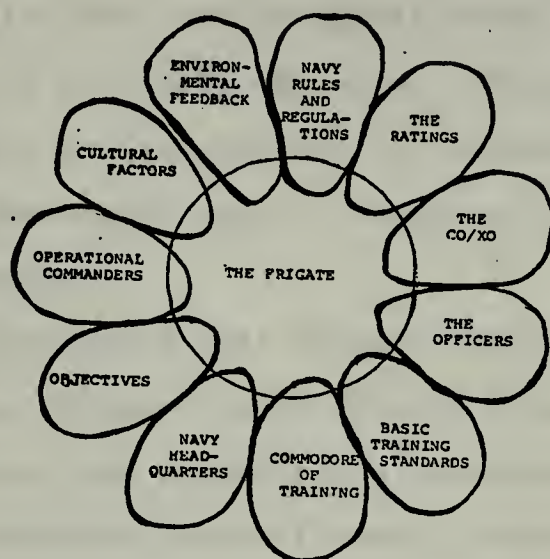 ENVIRON-
MENTAL
FEEDBACK
NAVY
RULES
AND
REGULA-
TIONS
THE
RATINGS
CULTURAL
FACTORS
THE
CO/XO
OPERATIONAL
COMMANDERS
THE FRIGATE
THE
OFFICERS
OBJECTIVES
BASIC
TRAINING
STANDARDS
NAVY
HEAD-
QUARTERS
COMMODORE
OF
TRAINING